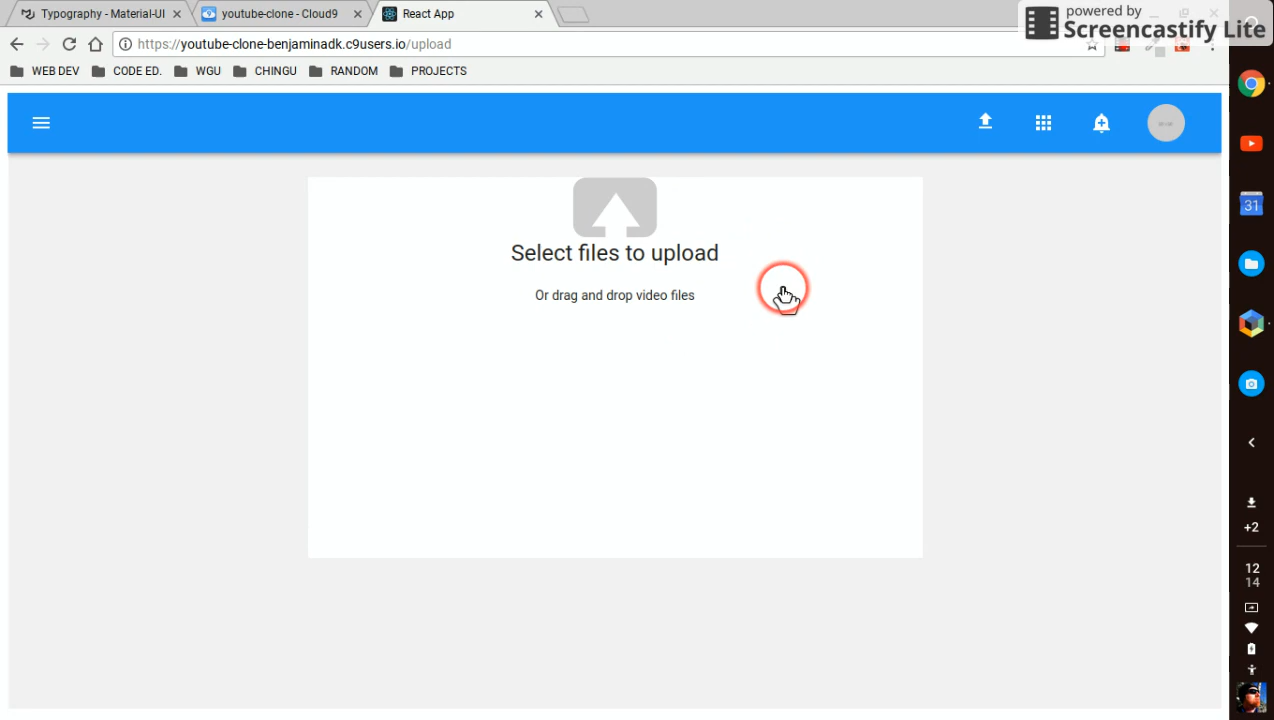 Typography - Material-UI
youtube-clone - Cloud9
React App
powered by
Screencastify Lite
https://youtube-clone-benjaminadk.c9users.io/upload
WEB DEV
CODE ED.
WGU
CHINGU
RANDOM
PROJECTS
Select files to upload
Or drag and drop video files
31
+2
12
14